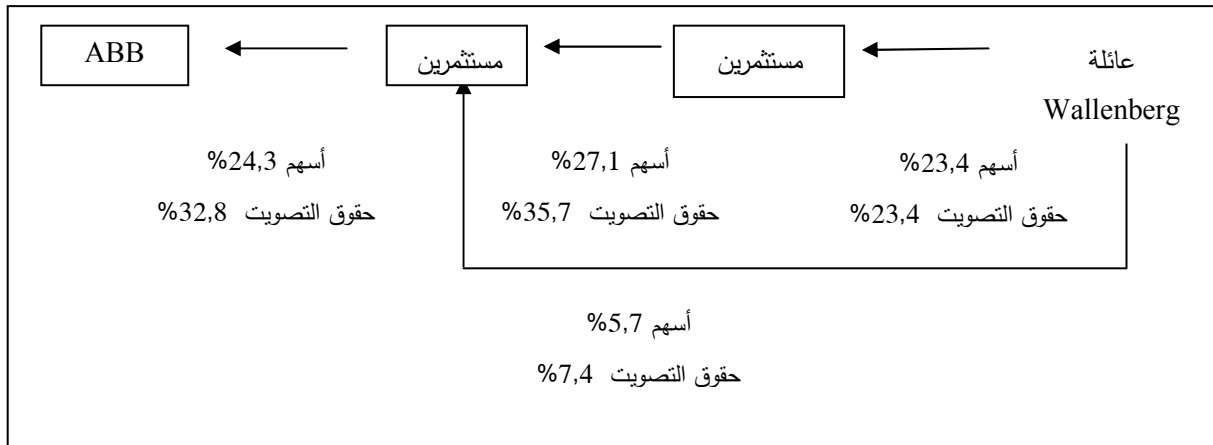 عائلة
Wallenberg
مستثمرين
مستثمرين
ABB
أسهم 23,4%
حقوق التصويت 23,4%
أسهم 27,1%
حقوق التصويت 35,7%
أسهم 24,3%
حقوق التصويت 32,8%
أسهم 5,7%
حقوق التصويت 7,4%